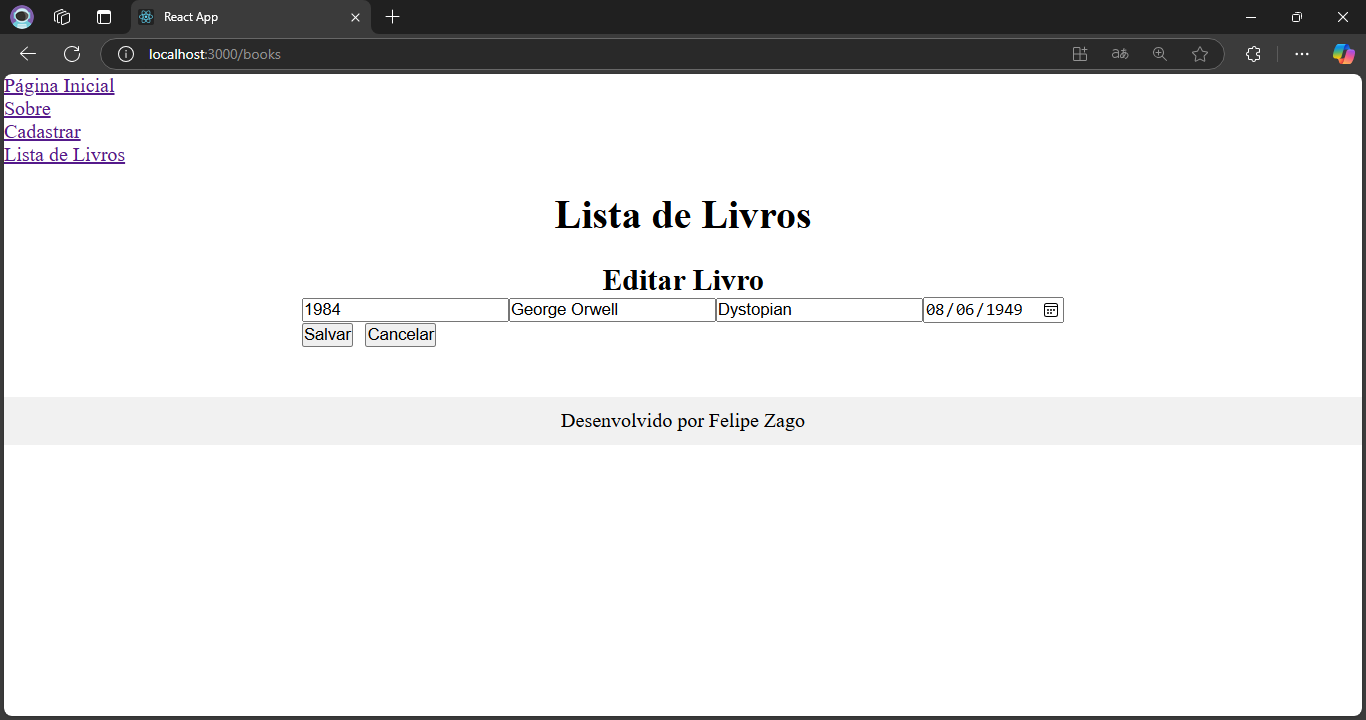 React App
localhost:3000/books
Página Inicial
Sobre
Cadastrar
Lista de Livros
Lista de Livros
Editar Livro
1984 George Orwell Dystopian 08/06/1949
Salvar Cancelar
Desenvolvido por Felipe Zago